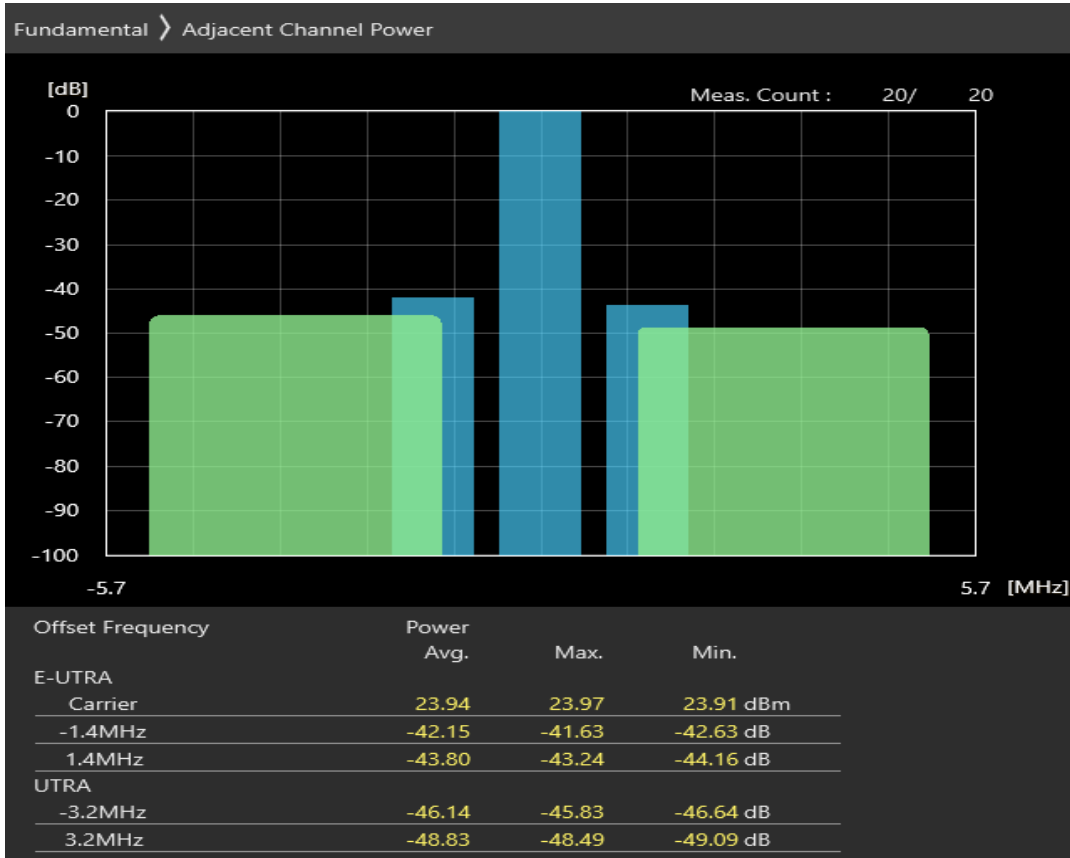 Fundamental 〉 Adjacent Channel Power
[dB]
Meas. Count : 20/ 20
0
-10
-20
-30
-40
-50
-60
-70
-80
-90
-100
-5.7 5.7 [MHz]
Offset Frequency Power
Avg. Max. Min.
E-UTRA
Carrier 23.94 23.97 23.91 dBm
-1.4MHz -42.15 -41.63 -42.63 dB
1.4MHz -43.80 -43.24 -44.16 dB
UTRA
-3.2MHz -46.14 -45.83 -46.64 dB
3.2MHz -48.83 -48.49 -49.09 dB